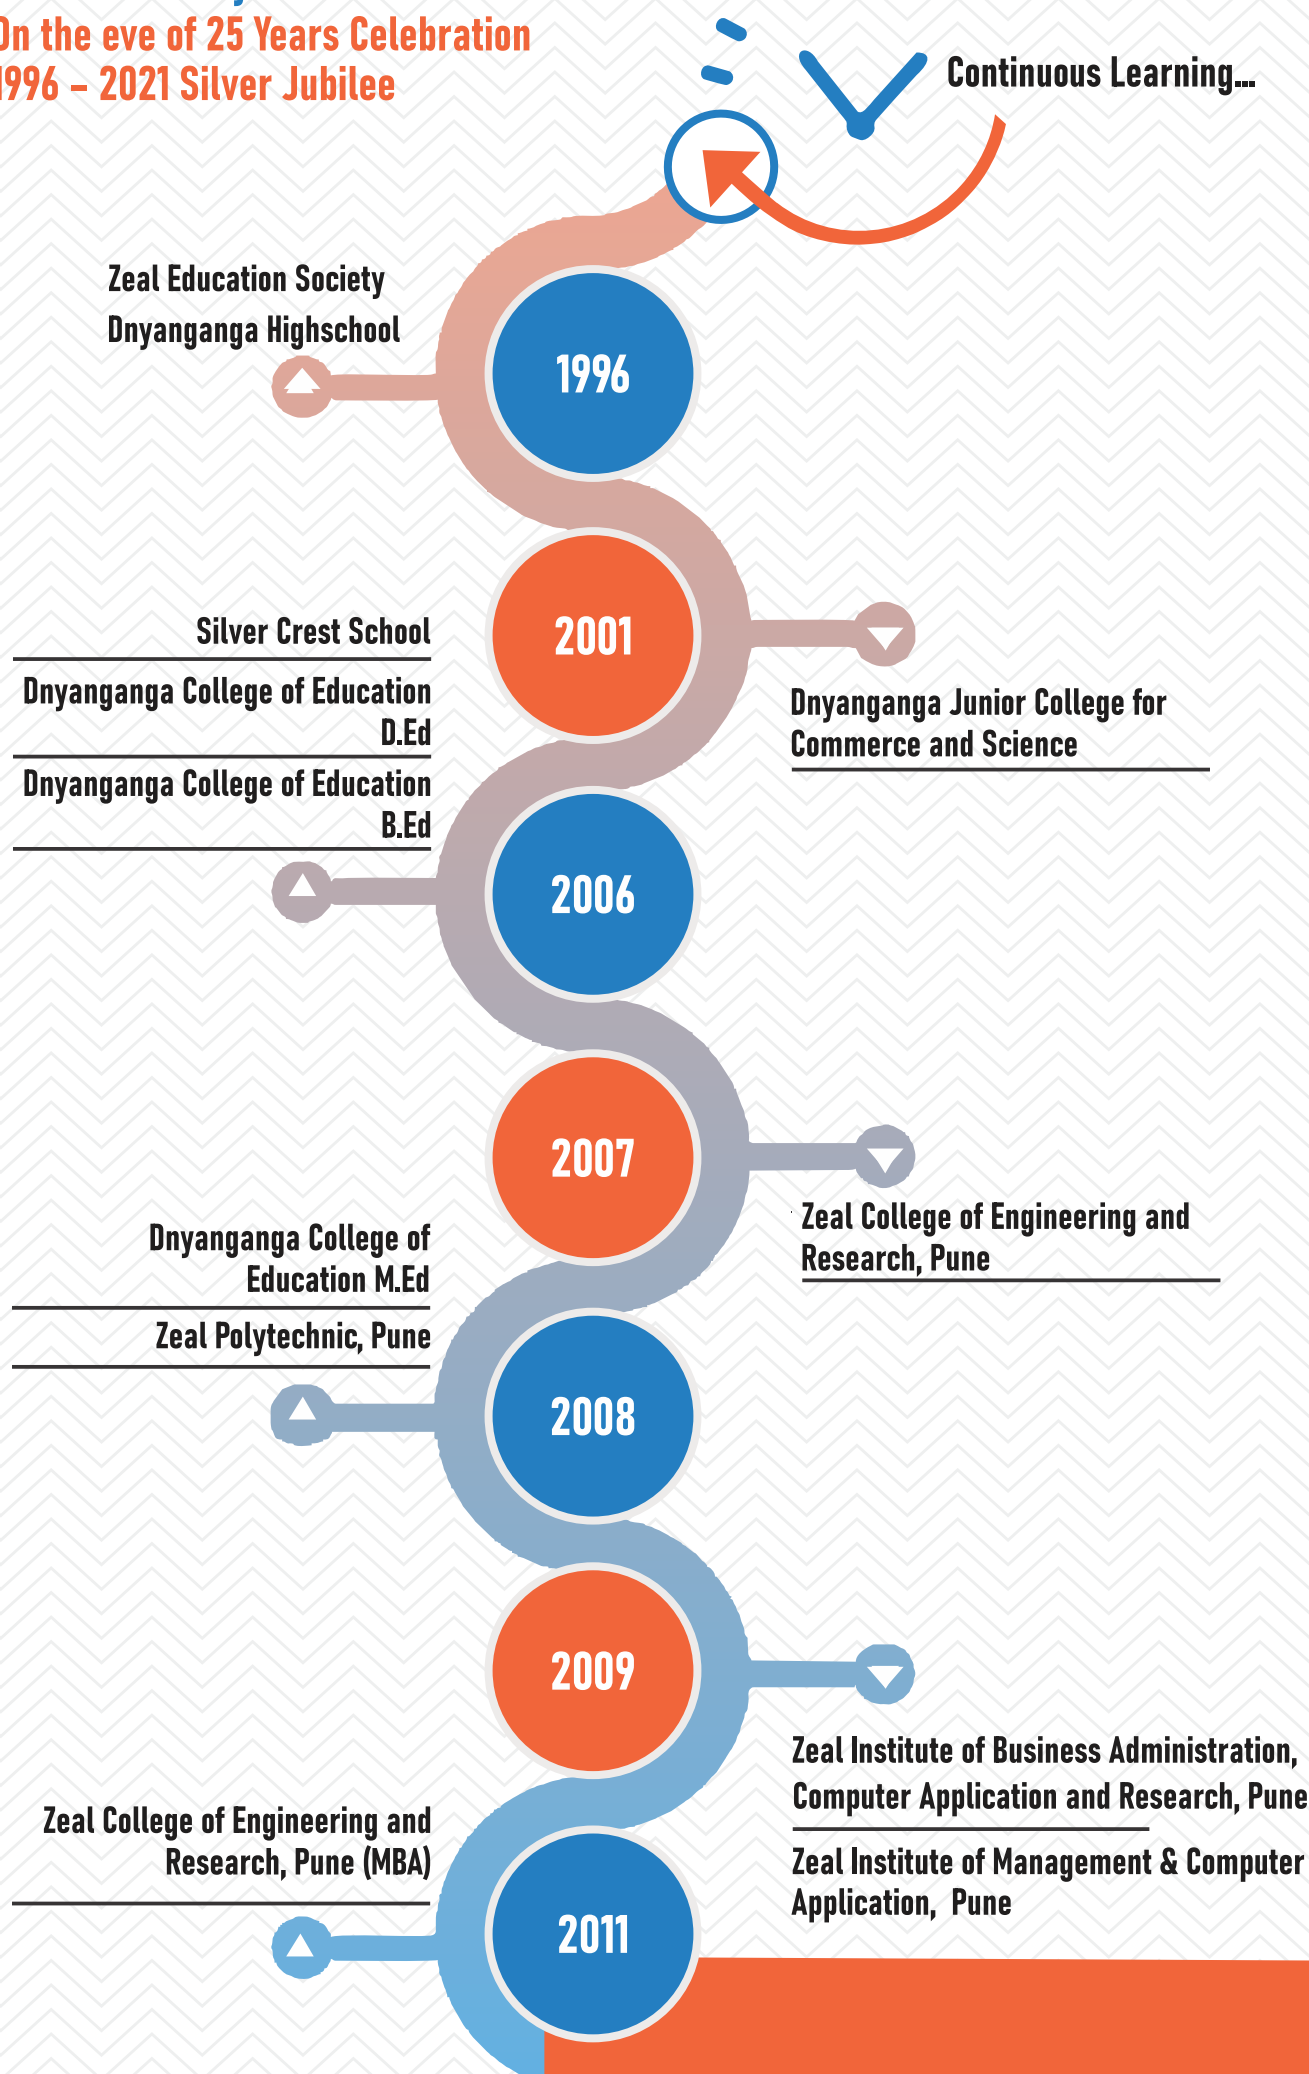 On the eve of 25 Years Celebration
1996 – 2021 Silver Jubilee
Continuous Learning...
Zeal Education Society
Dnyanganga Highschool
1996
2001
Dnyanganga Junior College for
Commerce and Science
Silver Crest School
Dnyanganga College of Education
D.Ed
Dnyanganga College of Education
B.Ed
2006
2007
Zeal College of Engineering and
Research, Pune
Dnyanganga College of
Education M.Ed
Zeal Polytechnic, Pune
2008
2009
Zeal Institute of Business Administration,
Computer Application and Research, Pune
Zeal Institute of Management & Computer
Application, Pune
Zeal College of Engineering and
Research, Pune (MBA)
2011